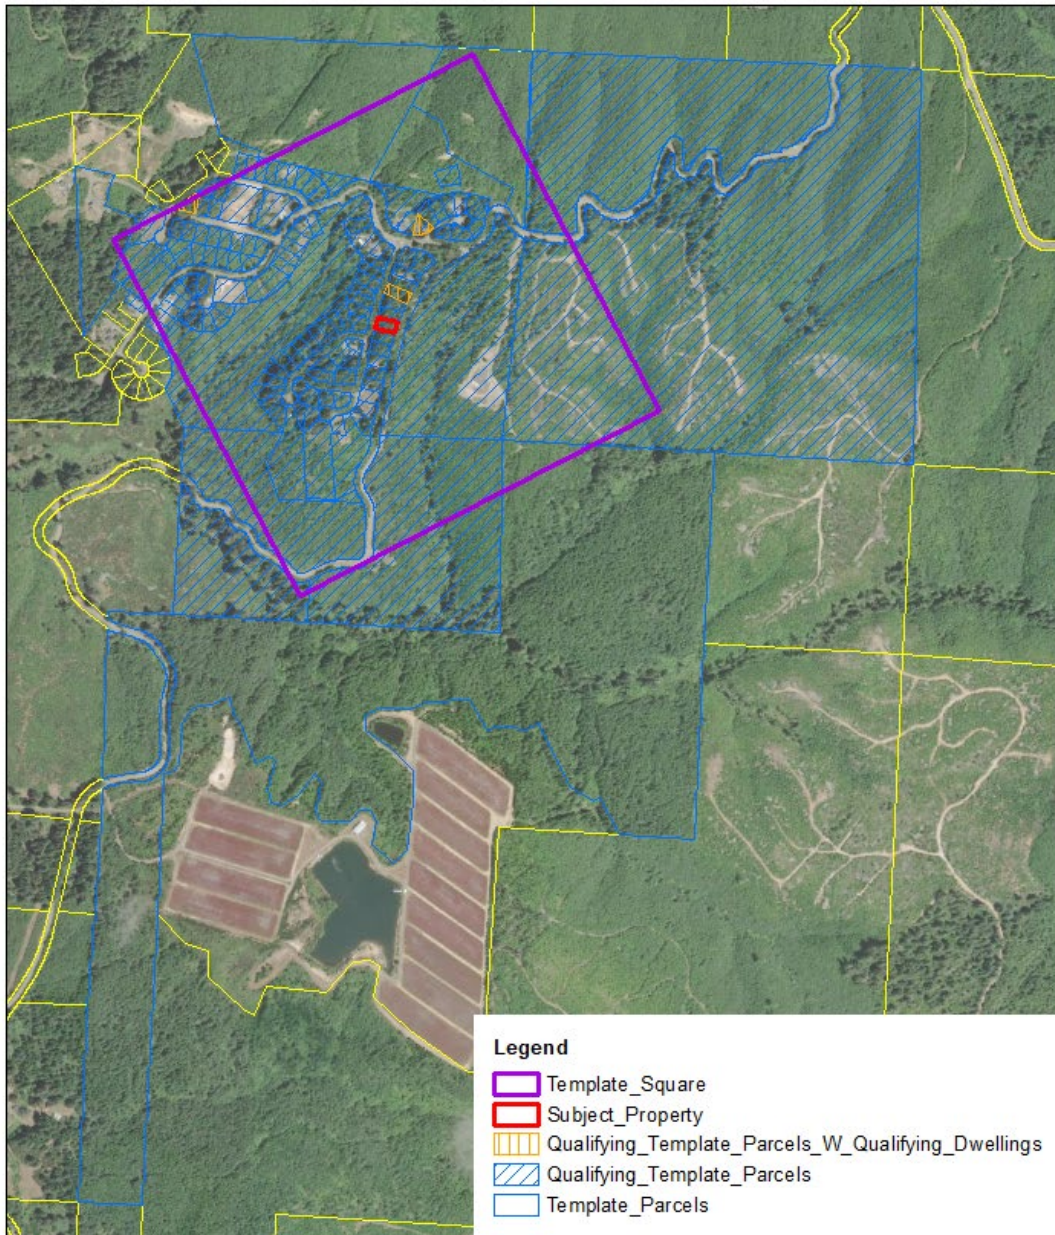 Legend
Template_Square
Subject_Property
Qualifying_Template_Parcels_W_Qualifying_Dwellings
Qualifying_Template_Parcels
Template_Parcels